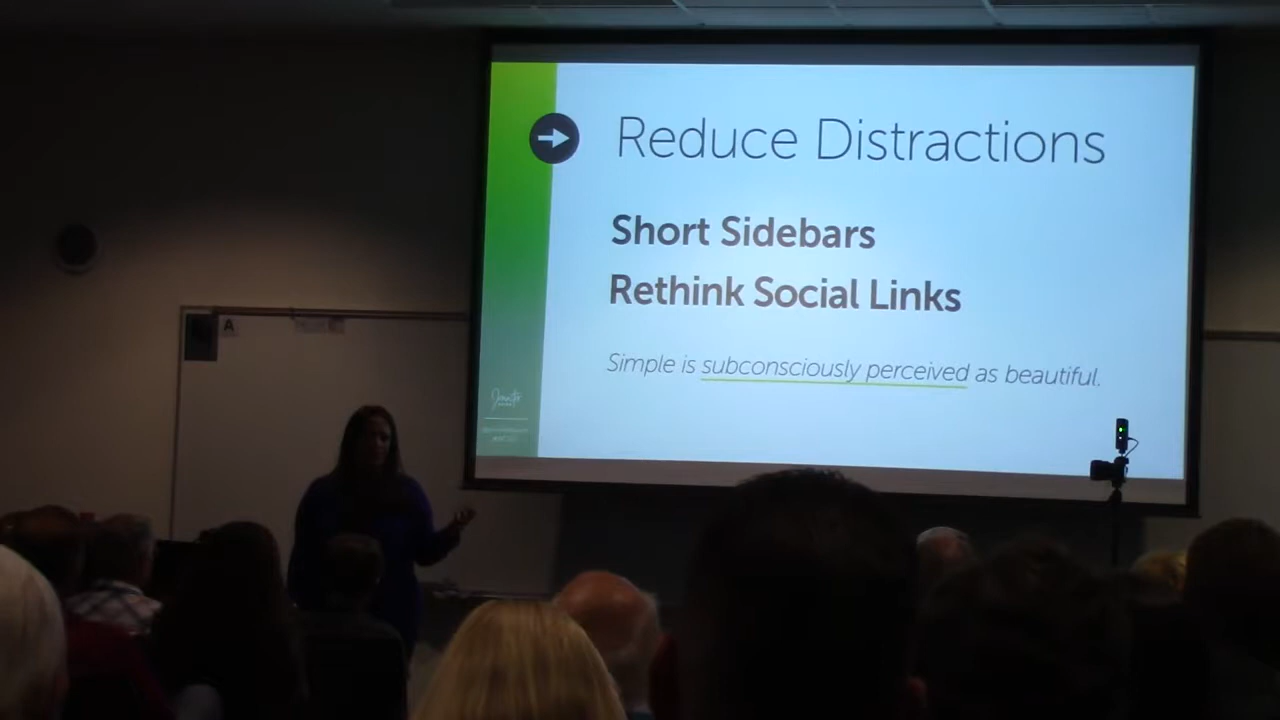 Reduce Distractions
Short Sidebars
Rethink Social Links
Simple is subconsciously perceived as beautiful.
A